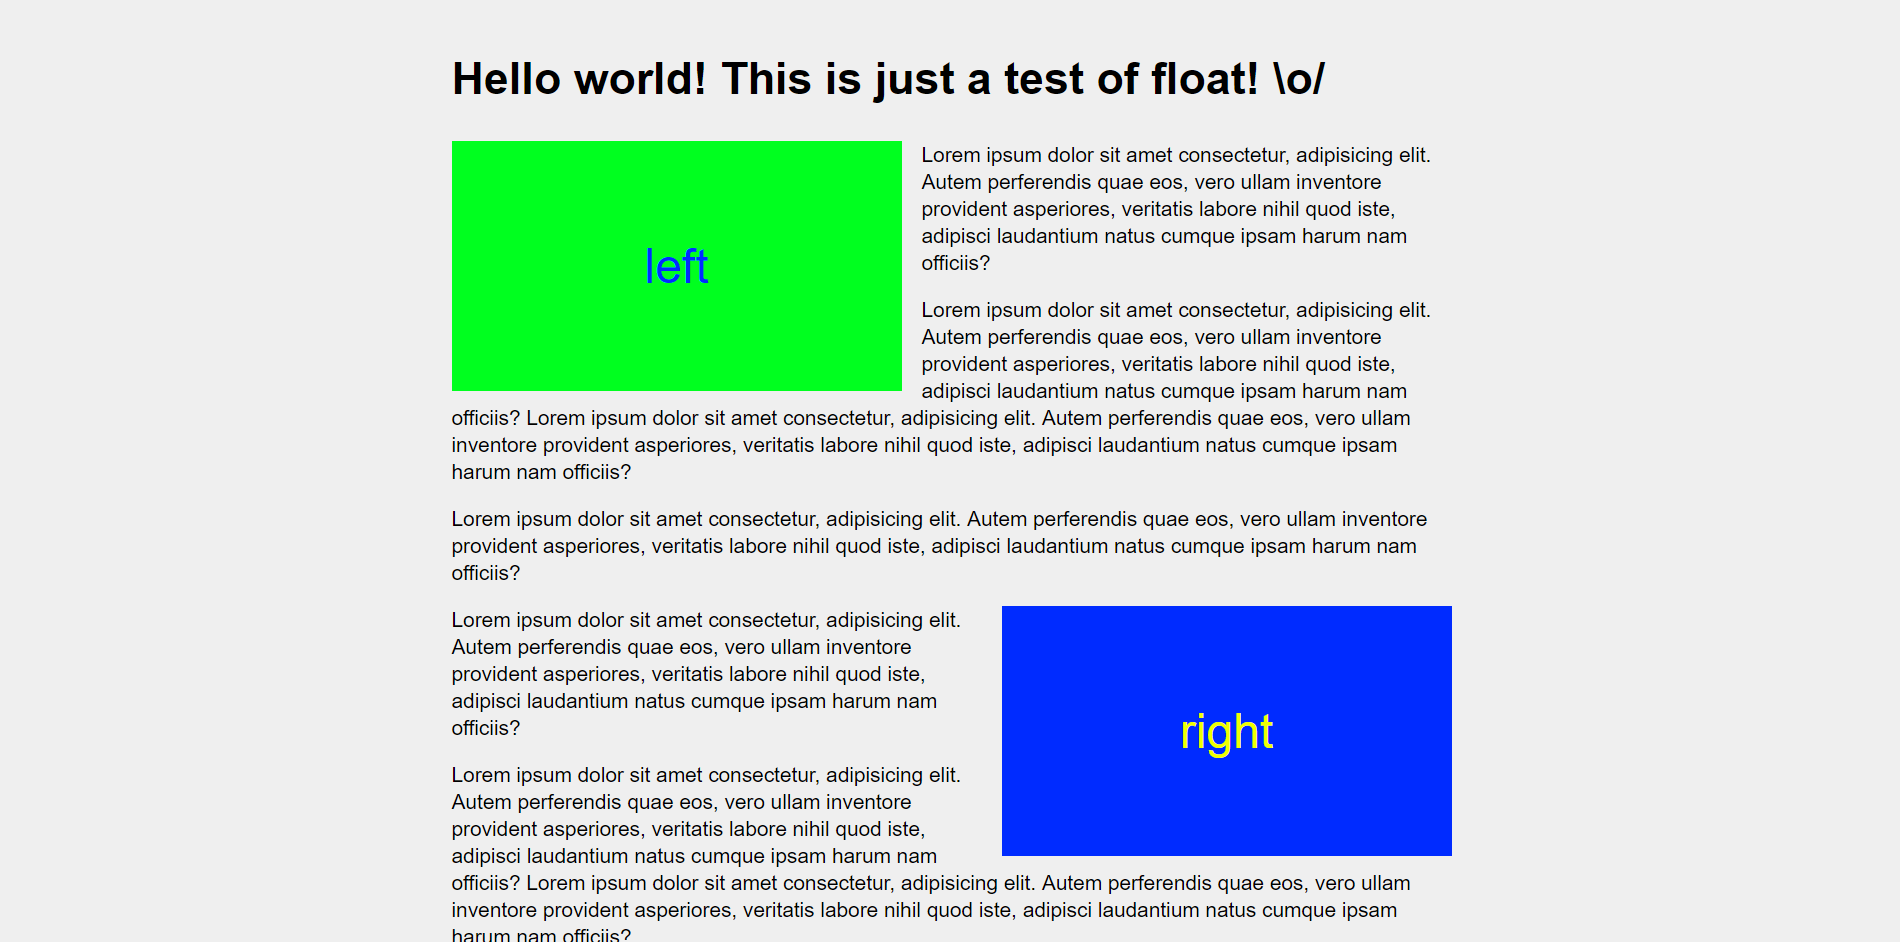 Hello world! This is just a test of float! \o/
left
Lorem ipsum dolor sit amet consectetur, adipisicing elit.
Autem perferendis quae eos, vero ullam inventore
provident asperiores, veritatis labore nihil quod iste,
adipisci laudantium natus cumque ipsam harum nam
officiis?
Lorem ipsum dolor sit amet consectetur, adipisicing elit.
Autem perferendis quae eos, vero ullam inventore
provident asperiores, veritatis labore nihil quod iste,
adipisci laudantium natus cumque ipsam harum nam
officiis? Lorem ipsum dolor sit amet consectetur, adipisicing elit. Autem perferendis quae eos, vero ullam
inventore provident asperiores, veritatis labore nihil quod iste, adipisci laudantium natus cumque ipsam
harum nam officiis?
Lorem ipsum dolor sit amet consectetur, adipisicing elit. Autem perferendis quae eos, vero ullam inventore
provident asperiores, veritatis labore nihil quod iste, adipisci laudantium natus cumque ipsam harum nam
officiis?
Lorem ipsum dolor sit amet consectetur, adipisicing elit.
Autem perferendis quae eos, vero ullam inventore
provident asperiores, veritatis labore nihil quod iste,
adipisci laudantium natus cumque ipsam harum nam
officiis?
right
Lorem ipsum dolor sit amet consectetur, adipisicing elit.
Autem perferendis quae eos, vero ullam inventore
provident asperiores, veritatis labore nihil quod iste,
adipisci laudantium natus cumque ipsam harum nam
officiis? Lorem ipsum dolor sit amet consectetur, adipisicing elit. Autem perferendis quae eos, vero ullam
inventore provident asperiores, veritatis labore nihil quod iste, adipisci laudantium natus cumque ipsam
harum nam officiis?